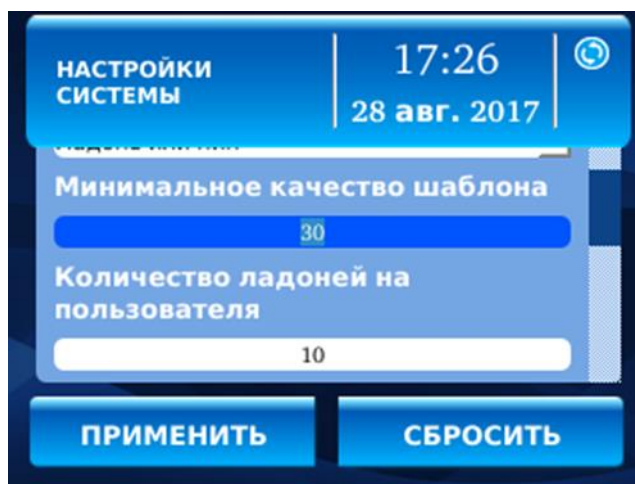 НАСТРОЙКИ
СИСТЕМЫ
17:26
28 авг. 2017
Минимальное качество шаблона
30
Количество ладоней на
пользователя
10
ПРИМЕНИТЬ
СБРОСИТЬ